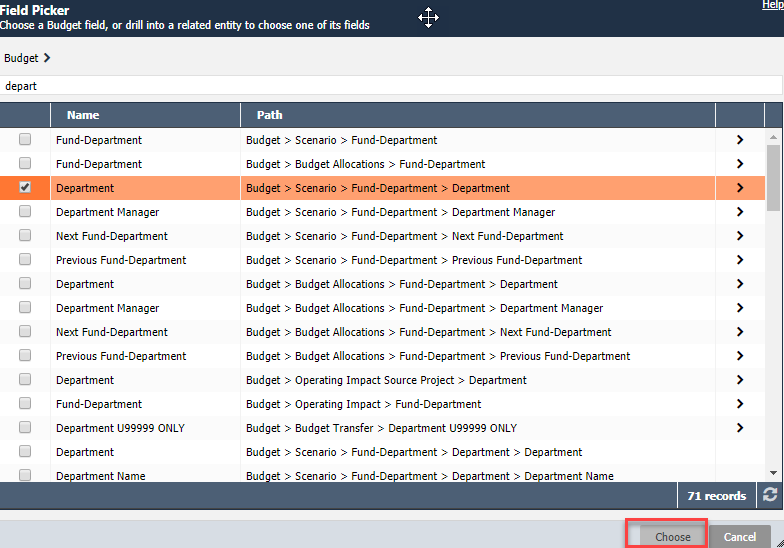 Field Picker
Help
Choose a Budget field, or drill into a related entity to choose one of its fields
Budget >
depart
Name Path
Fund-Department Budget > Scenario > Fund-Department >
Fund-Department Budget > Budget Allocations > Fund-Department >
Department Budget > Scenario > Fund-Department > Department >
Department Manager Budget > Scenario > Fund-Department > Department Manager >
Next Fund-Department Budget > Scenario > Fund-Department > Next Fund-Department >
Previous Fund-Department Budget > Scenario > Fund-Department > Previous Fund-Department >
Department Budget > Budget Allocations > Fund-Department > Department >
Department Manager Budget > Budget Allocations > Fund-Department > Department Manager >
Next Fund-Department Budget > Budget Allocations > Fund-Department > Next Fund-Department >
Previous Fund-Department Budget > Budget Allocations > Fund-Department > Previous Fund-Department >
Department Budget > Operating Impact Source Project > Department >
Fund-Department Budget > Operating Impact > Fund-Department >
Department U99999 ONLY Budget > Budget Transfer > Department U99999 ONLY >
Department Budget > Scenario > Fund-Department > Department > Department
Department Name Budget > Scenario > Fund-Department > Department > Department Name
71 records
Choose Cancel